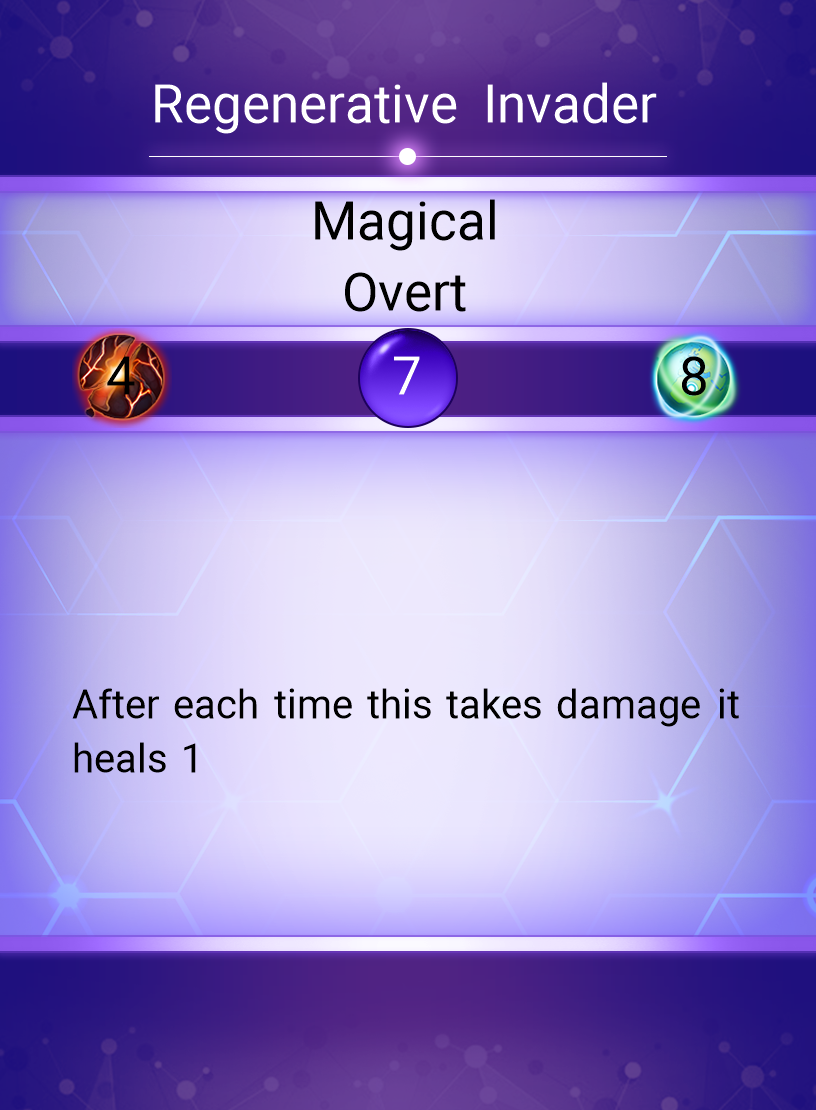 Regenerative Invader
Magical
Overt
4 7 8
After each time this takes damage it
heals 1